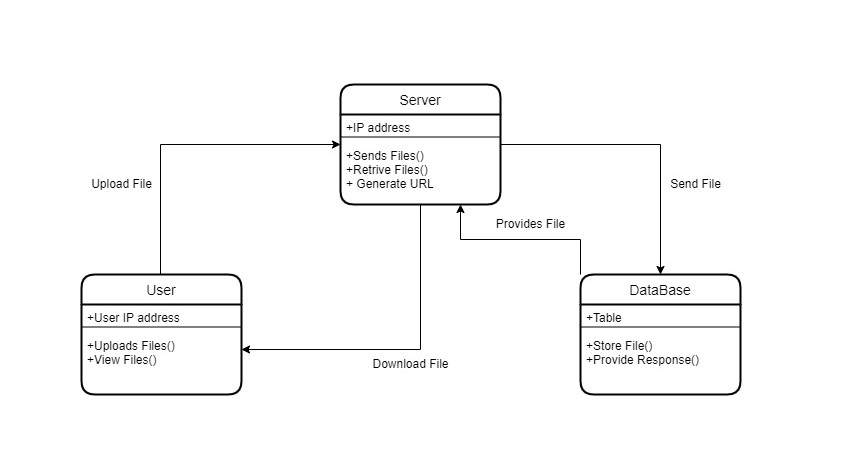 Server
+IP address
+Sends Files()
+Retrive Files()
+ Generate URL
Upload File
Send File
Provides File
User
+User IP address
+Uploads Files()
+View Files()
Download File
DataBase
+Table
+Store File()
+Provide Response()